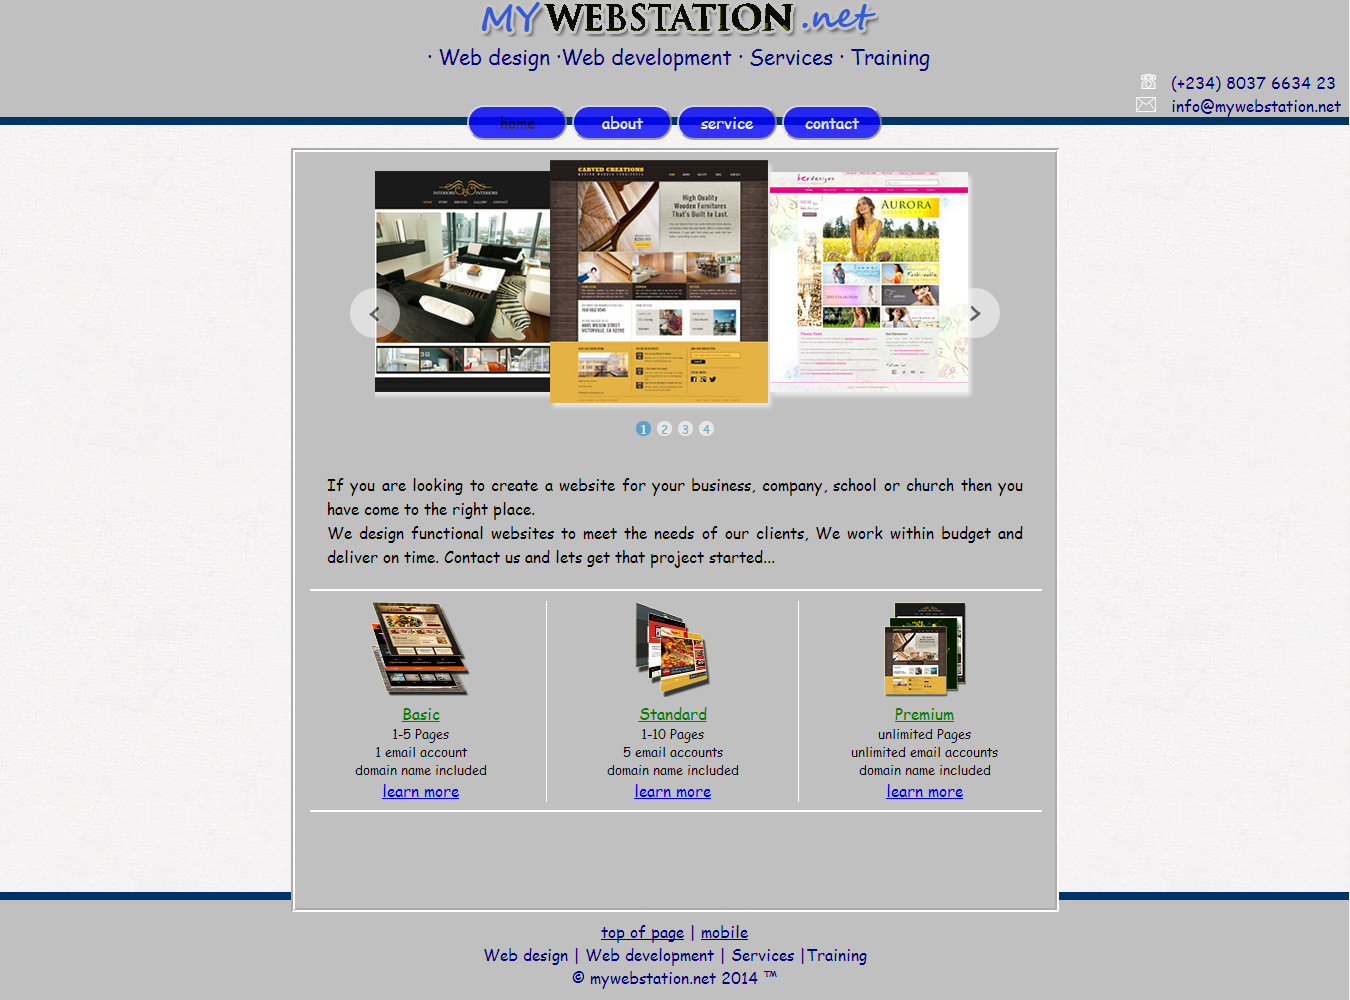 MYWEBSTATION.net
· Web design ·Web development · Services · Training
(+234) 8037 6634 23
info@mywebstation.net
home about service contact
INTERIORS INTERIORS
CARVED CREATIONS
MODERN WOODEN FURNITURES
High Quality
Wooden Furnitures
That's Built to Last.
AURORA
1 2 3 4
If you are looking to create a website for your business, company, school or church then you
have come to the right place.
We design functional websites to meet the needs of our clients, We work within budget and
deliver on time. Contact us and lets get that project started...
Basic
1-5 Pages
1 email account
domain name included
learn more
Standard
1-10 Pages
5 email accounts
domain name included
learn more
Premium
unlimited Pages
unlimited email accounts
domain name included
learn more
top of page | mobile
Web design | Web development | Services |Training
© mywebstation.net 2014 ™